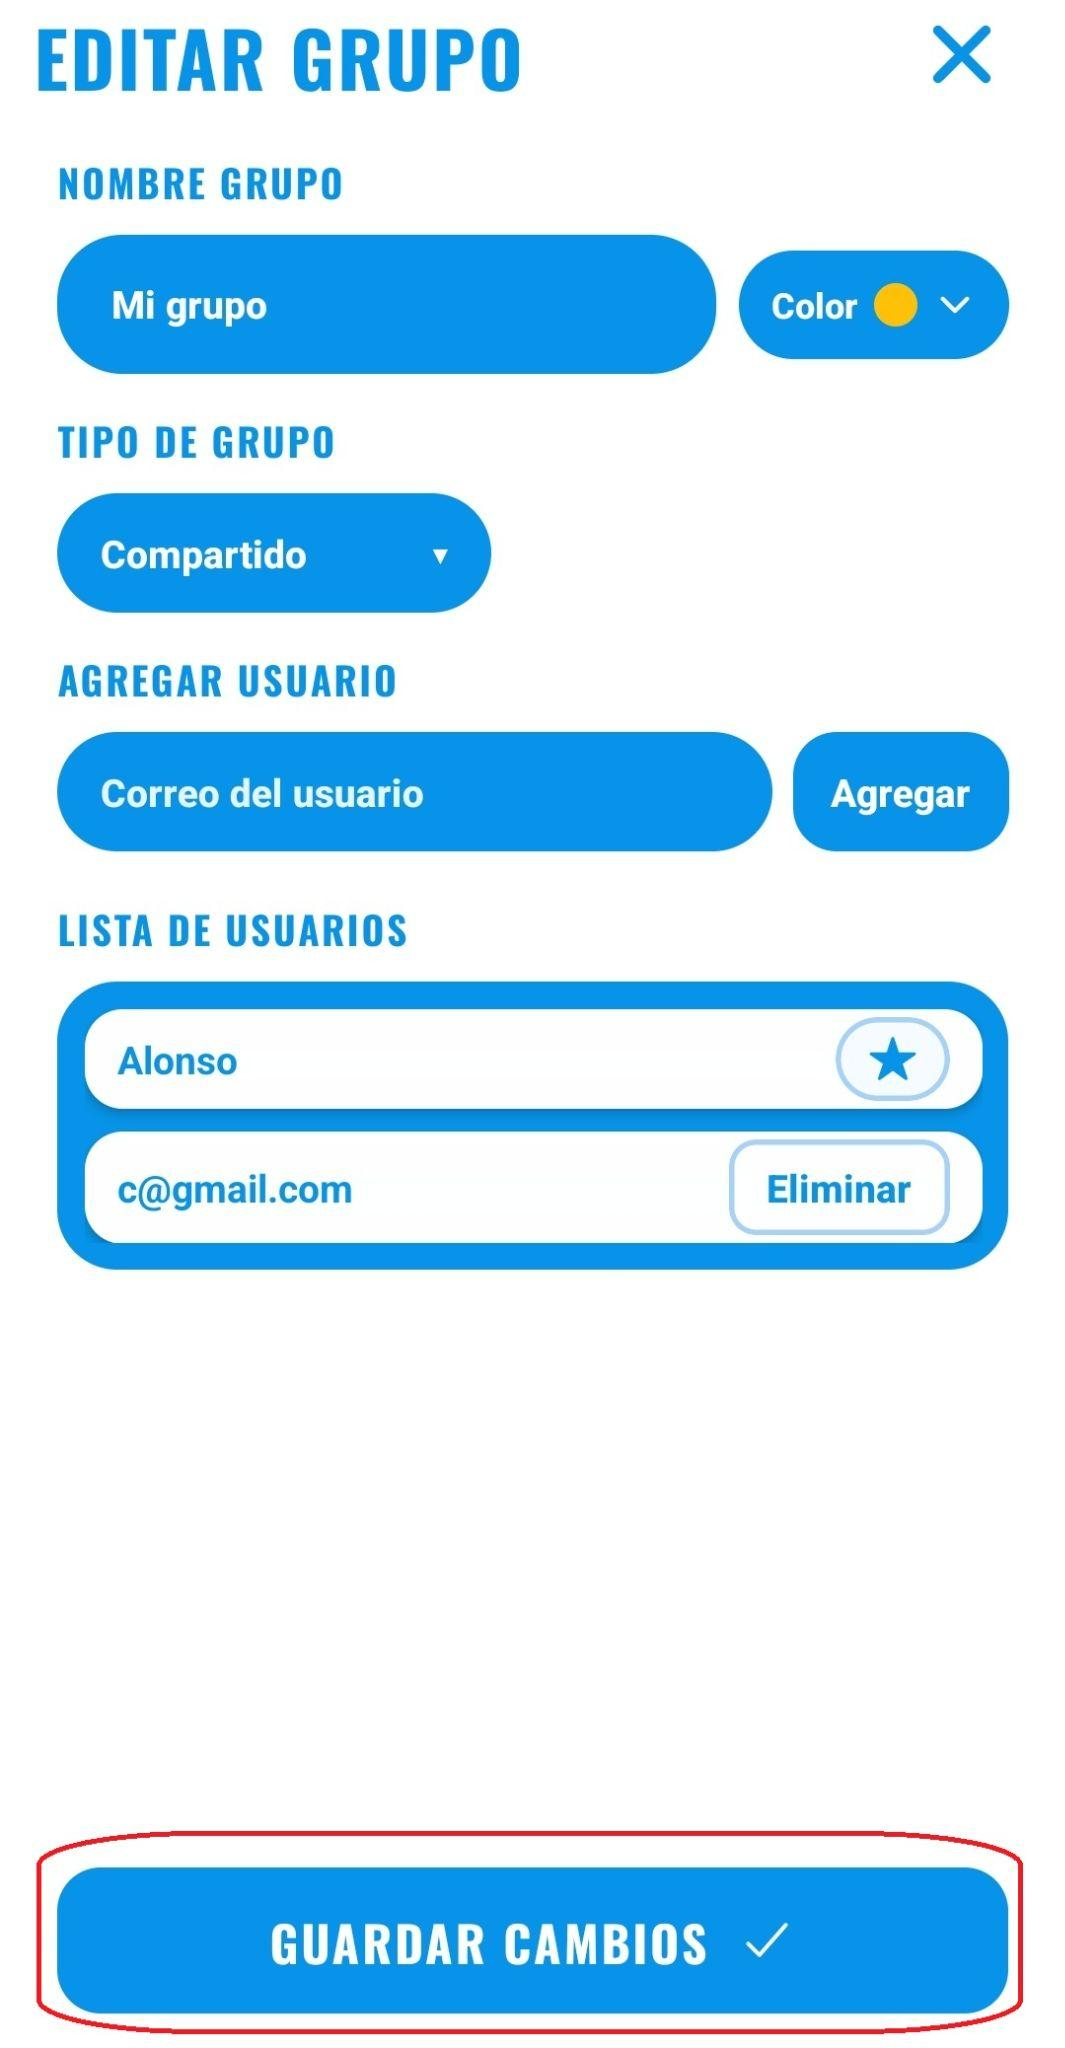 EDITAR GRUPO
NOMBRE GRUPO
Mi grupo
Color
TIPO DE GRUPO
Compartido
AGREGAR USUARIO
Correo del usuario
Agregar
LISTA DE USUARIOS
Alonso
c@gmail.com
Eliminar
GUARDAR CAMBIOS